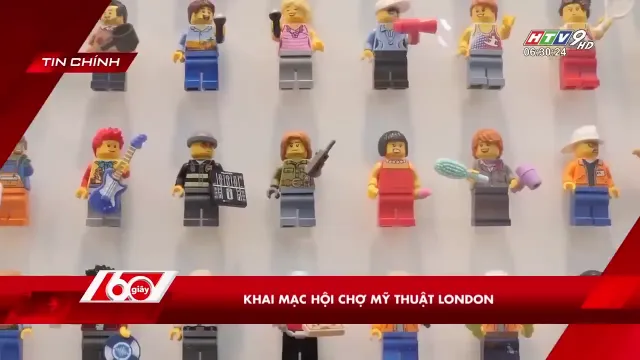 TIN CHÍNH
HTV9 HD
06:30:24
60 giây
KHAI MẠC HỘI CHỢ MỸ THUẬT LONDON